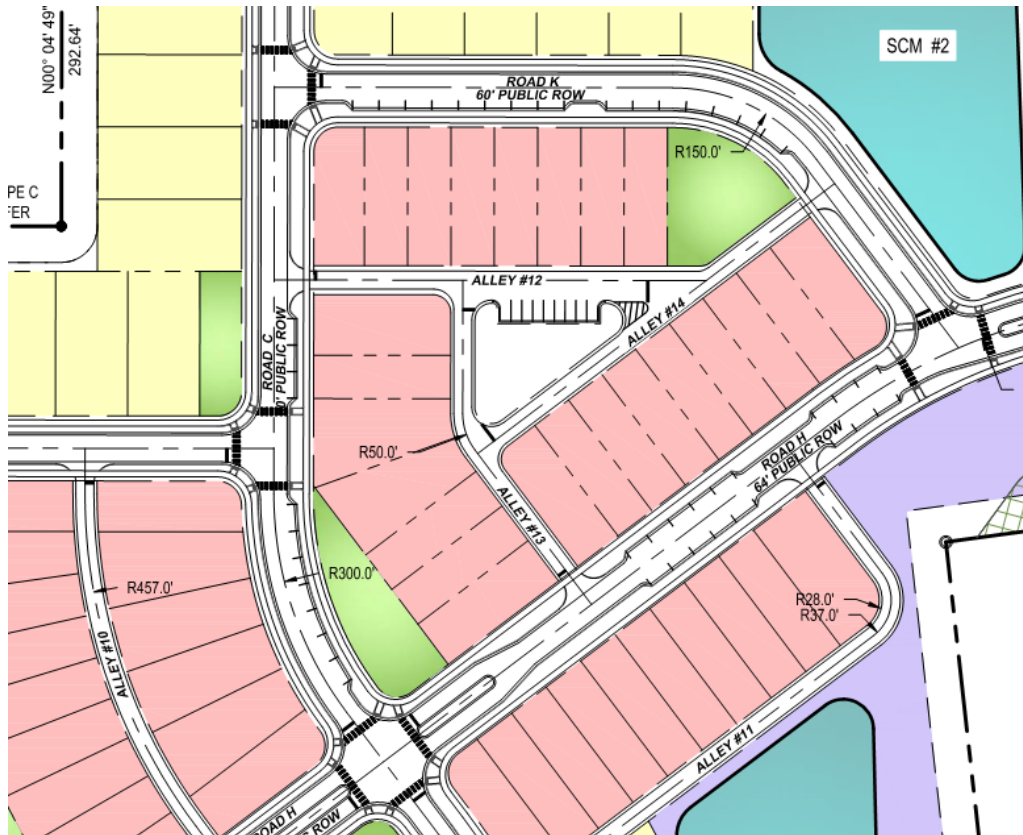 N00° 04' 49"
292.64'
SCM #2
ROAD K
60' PUBLIC ROW
R150.0'
PE C
FER
ALLEY #12
ALLEY #14
ROAD C
0' PUBLIC ROW
R50.0'
ROAD H
64' PUBLIC ROW
ALLEY #13
R300.0'
R457.0'
R28.0'
R37.0'
ALLEY #10
ALLEY #11
ROAD H
ROW